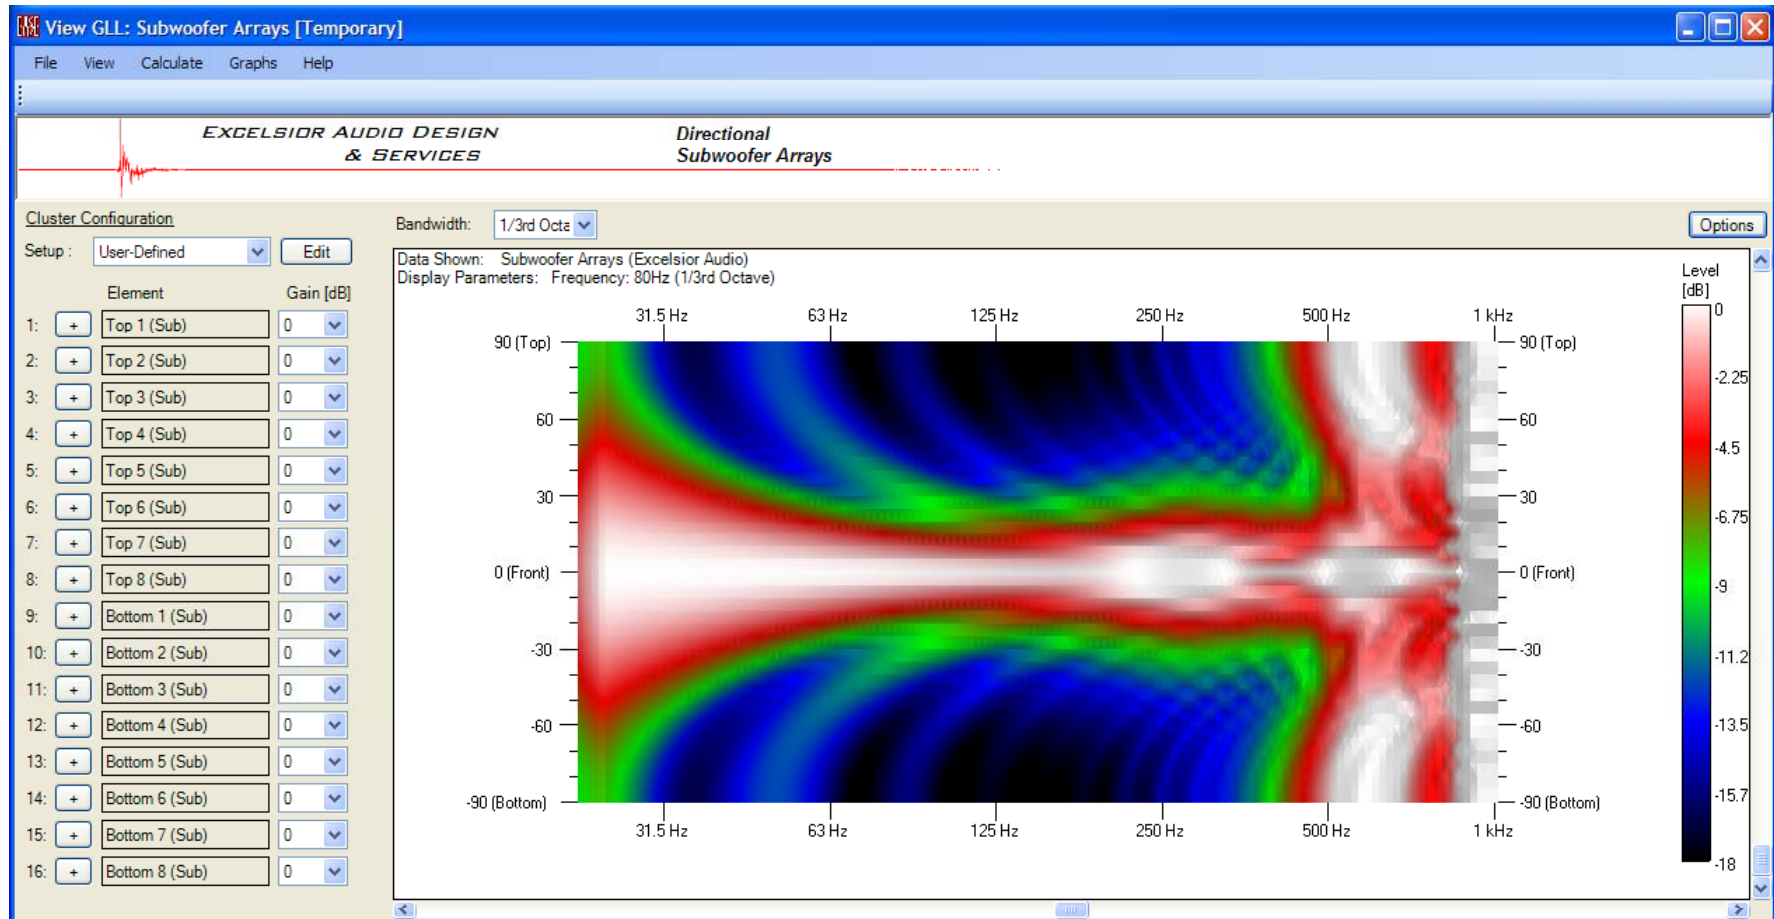 View GLL: Subwoofer Arrays [Temporary]
File View Calculate Graphs Help
EXCELSIOR AUDIO DESIGN
& SERVICES
Directional
Subwoofer Arrays
Cluster Configuration
Setup : User-Defined Edit
Element Gain [dB]
1: + Top 1 (Sub) 0
2: + Top 2 (Sub) 0
3: + Top 3 (Sub) 0
4: + Top 4 (Sub) 0
5: + Top 5 (Sub) 0
6: + Top 6 (Sub) 0
7: + Top 7 (Sub) 0
8: + Top 8 (Sub) 0
9: + Bottom 1 (Sub) 0
10: + Bottom 2 (Sub) 0
11: + Bottom 3 (Sub) 0
12: + Bottom 4 (Sub) 0
13: + Bottom 5 (Sub) 0
14: + Bottom 6 (Sub) 0
15: + Bottom 7 (Sub) 0
16: + Bottom 8 (Sub) 0
Bandwidth: 1/3rd Octa
Options
Data Shown: Subwoofer Arrays (Excelsior Audio)
Display Parameters: Frequency: 80Hz (1/3rd Octave)
31.5 Hz 63 Hz 125 Hz 250 Hz 500 Hz 1 kHz
90 (Top) 90 (Top)
60 60
30 30
0 (Front) 0 (Front)
-30 -30
-60 -60
-90 (Bottom) -90 (Bottom)
31.5 Hz 63 Hz 125 Hz 250 Hz 500 Hz 1 kHz
Level
[dB]
0
-2.25
-4.5
-6.75
-9
-11.2
-13.5
-15.7
-18